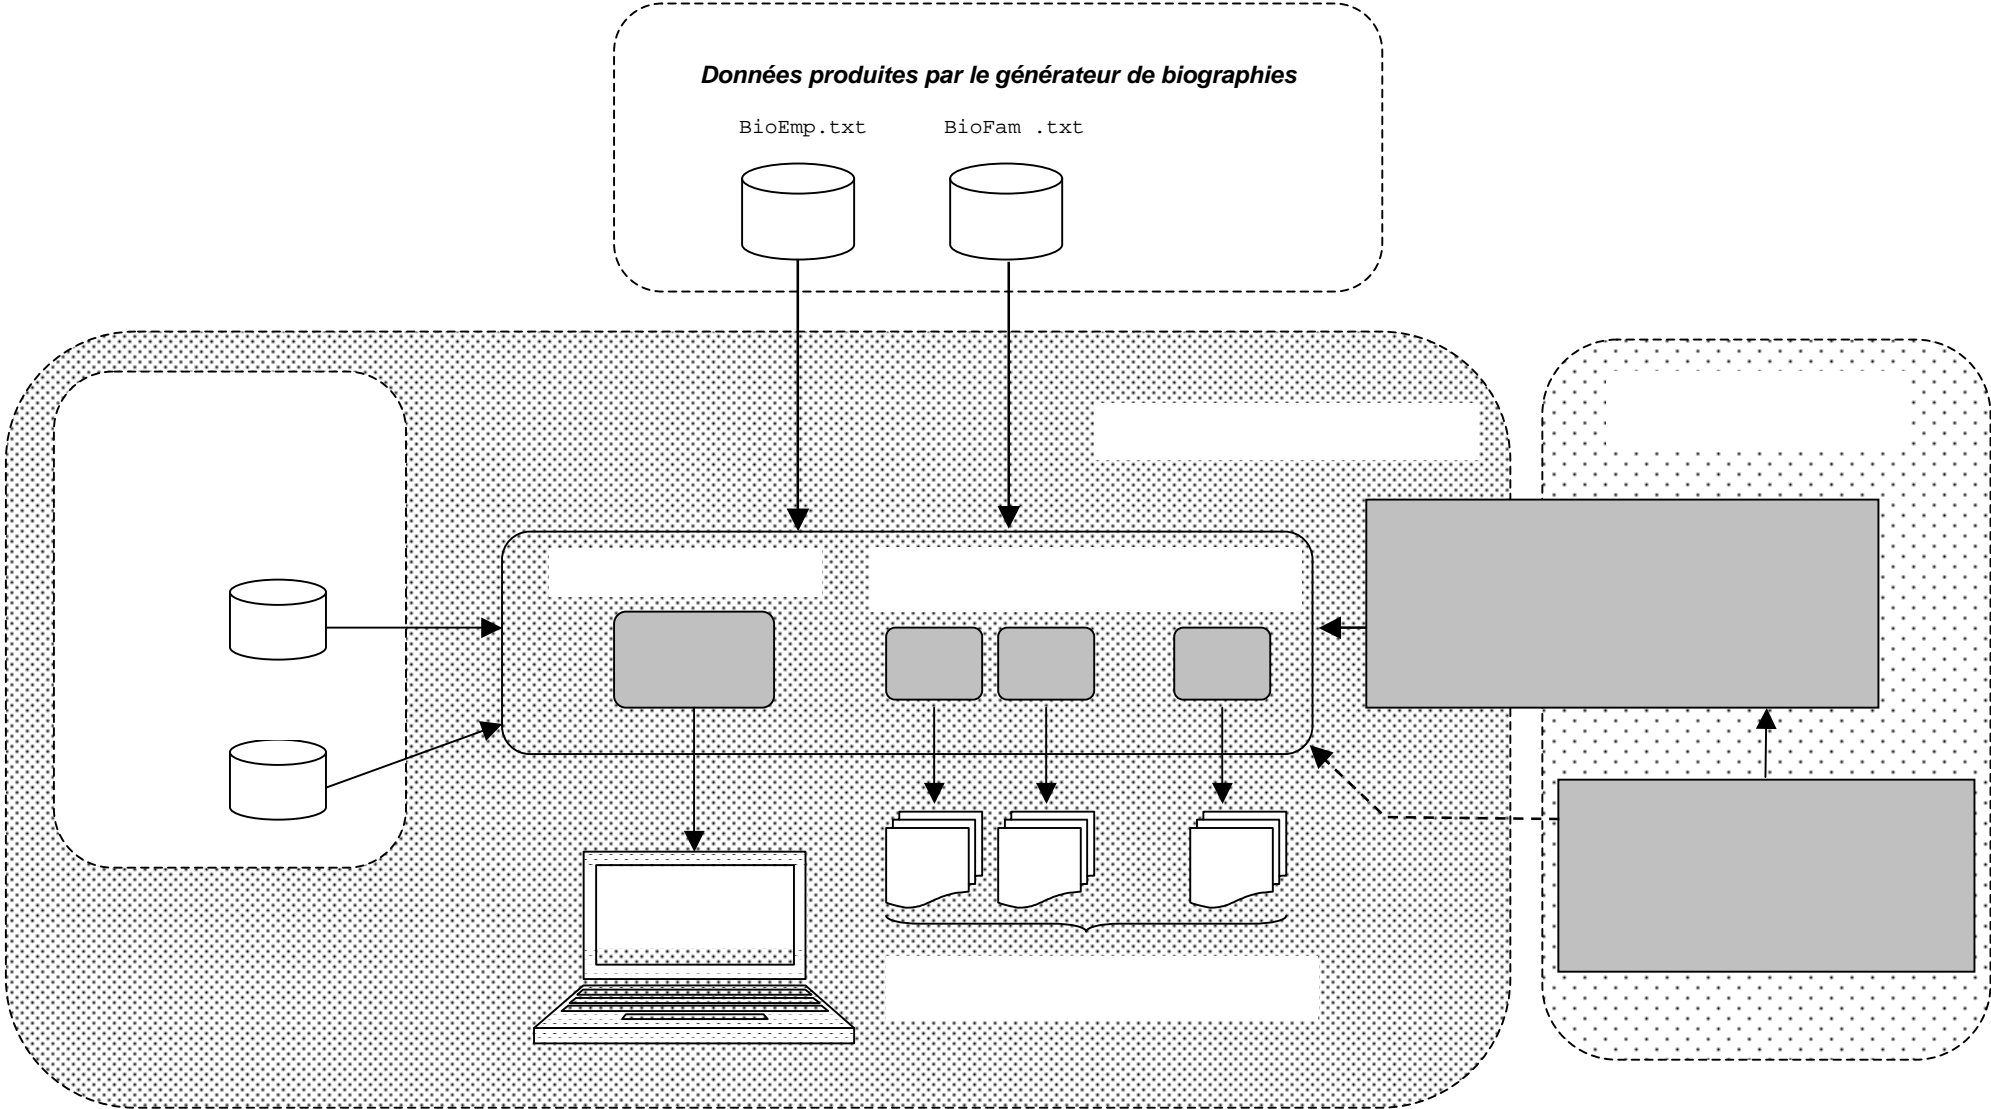 Données produites par le générateur de biographies
BioEmp.txt BioFam .txt